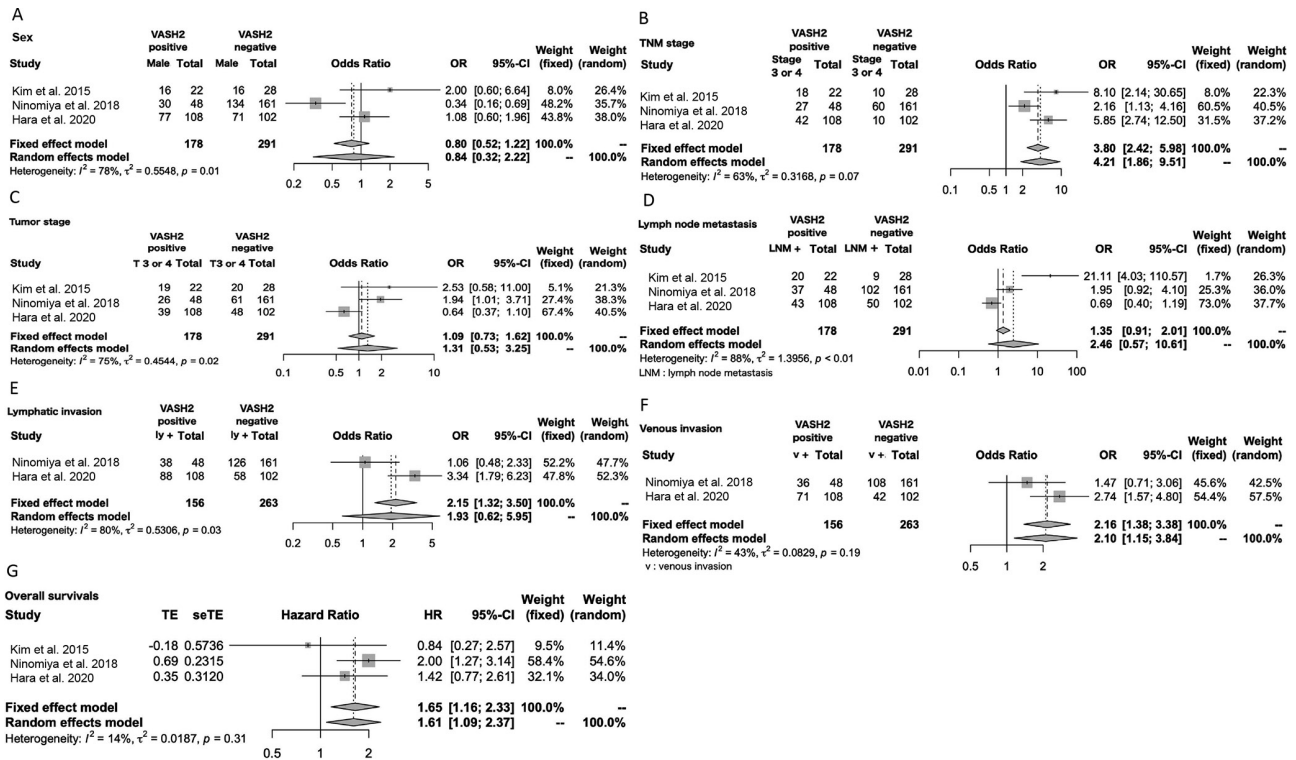 A
Sex
VASH2 VASH2
positive negative
Weight Weight
Study Male Total Male Total Odds Ratio OR 95%-CI (fixed) (random)
Kim et al. 2015 16 22 16 28 2.00 [0.60; 6.64] 8.0% 26.4%
Ninomiya et al. 2018 30 48 134 161 0.34 [0.16; 0.69] 48.2% 35.7%
Hara et al. 2020 77 108 71 102 1.08 [0.60; 1.96] 43.8% 38.0%
Fixed effect model 178 291 0.80 [0.52; 1.22] 100.0% --
Random effects model 0.84 [0.32; 2.22] -- 100.0%
Heterogeneity: I² = 78%, τ² = 0.5548, p = 0.01
0.2 0.5 1 2 5
B
TNM stage
VASH2 VASH2
positive negative
Weight Weight
Study Stage 3 or 4 Total Stage 3 or 4 Total Odds Ratio OR 95%-CI (fixed) (random)
Kim et al. 2015 18 22 10 28 8.10 [2.14; 30.65] 8.0% 22.3%
Ninomiya et al. 2018 27 48 60 161 2.16 [1.13; 4.16] 60.5% 40.5%
Hara et al. 2020 42 108 10 102 5.85 [2.74; 12.50] 31.5% 37.2%
Fixed effect model 178 291 3.80 [2.42; 5.98] 100.0% --
Random effects model 4.21 [1.86; 9.51] -- 100.0%
Heterogeneity: I² = 63%, τ² = 0.3168, p = 0.07
0.1 0.5 1 2 10
C
Tumor stage
VASH2 VASH2
positive negative
Weight Weight
Study T 3 or 4 Total T3 or 4 Total Odds Ratio OR 95%-CI (fixed) (random)
Kim et al. 2015 19 22 20 28 2.53 [0.58; 11.00] 5.1% 21.3%
Ninomiya et al. 2018 26 48 61 161 1.94 [1.01; 3.71] 27.4% 38.3%
Hara et al. 2020 39 108 48 102 0.64 [0.37; 1.10] 67.4% 40.5%
Fixed effect model 178 291 1.09 [0.73; 1.62] 100.0% --
Random effects model 1.31 [0.53; 3.25] -- 100.0%
Heterogeneity: I² = 75%, τ² = 0.4544, p = 0.02
0.1 0.5 1 2 10
D
Lymph node metastasis
VASH2 VASH2
positive negative
Weight Weight
Study LNM + Total LNM + Total Odds Ratio OR 95%-CI (fixed) (random)
Kim et al. 2015 20 22 9 28 21.11 [4.03; 110.57] 1.7% 26.3%
Ninomiya et al. 2018 37 48 102 161 1.95 [0.92; 4.10] 25.3% 36.0%
Hara et al. 2020 43 108 50 102 0.69 [0.40; 1.19] 73.0% 37.7%
Fixed effect model 178 291 1.35 [0.91; 2.01] 100.0% --
Random effects model 2.46 [0.57; 10.61] -- 100.0%
Heterogeneity: I² = 88%, τ² = 1.3956, p < 0.01
LNM : lymph node metastasis
0.01 0.1 1 10 100
E
Lymphatic invasion
VASH2 VASH2
positive negative
Weight Weight
Study ly + Total ly + Total Odds Ratio OR 95%-CI (fixed) (random)
Ninomiya et al. 2018 38 48 126 161 1.06 [0.48; 2.33] 52.2% 47.7%
Hara et al. 2020 88 108 58 102 3.34 [1.79; 6.23] 47.8% 52.3%
Fixed effect model 156 263 2.15 [1.32; 3.50] 100.0% --
Random effects model 1.93 [0.62; 5.95] -- 100.0%
Heterogeneity: I² = 80%, τ² = 0.5306, p = 0.03
0.2 0.5 1 2 5
F
Venous invasion
VASH2 VASH2
positive negative
Weight Weight
Study v + Total v + Total Odds Ratio OR 95%-CI (fixed) (random)
Ninomiya et al. 2018 36 48 108 161 1.47 [0.71; 3.06] 45.6% 42.5%
Hara et al. 2020 71 108 42 102 2.74 [1.57; 4.80] 54.4% 57.5%
Fixed effect model 156 263 2.16 [1.38; 3.38] 100.0% --
Random effects model 2.10 [1.15; 3.84] -- 100.0%
Heterogeneity: I² = 43%, τ² = 0.0829, p = 0.19
v : venous invasion
0.5 1 2
G
Overall survivals
Weight Weight
Study TE seTE Hazard Ratio HR 95%-CI (fixed) (random)
Kim et al. 2015 -0.18 0.5736 0.84 [0.27; 2.57] 9.5% 11.4%
Ninomiya et al. 2018 0.69 0.2315 2.00 [1.27; 3.14] 58.4% 54.6%
Hara et al. 2020 0.35 0.3120 1.42 [0.77; 2.61] 32.1% 34.0%
Fixed effect model 1.65 [1.16; 2.33] 100.0% --
Random effects model 1.61 [1.09; 2.37] -- 100.0%
Heterogeneity: I² = 14%, τ² = 0.0187, p = 0.31
0.5 1 2